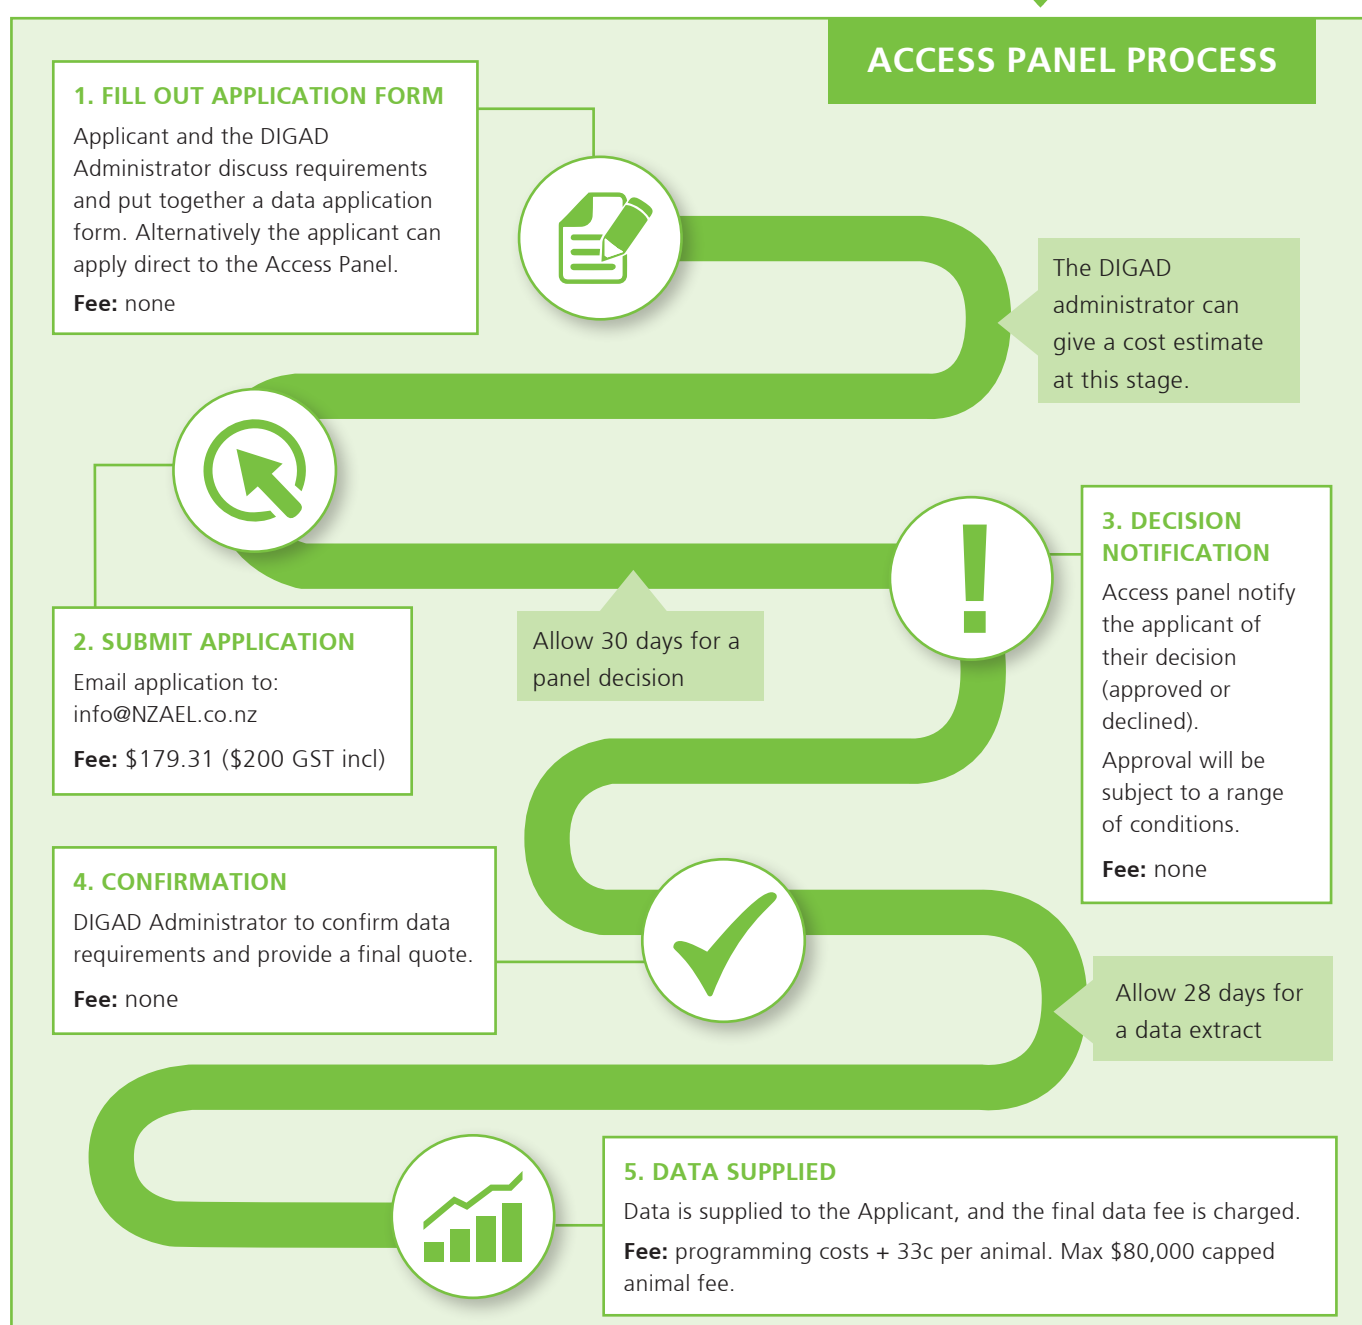 ACCESS PANEL PROCESS
1. FILL OUT APPLICATION FORM
Applicant and the DIGAD
Administrator discuss requirements
and put together a data application
form. Alternatively the applicant can
apply direct to the Access Panel.
Fee: none
The DIGAD
administrator can
give a cost estimate
at this stage.
2. SUBMIT APPLICATION
Email application to:
info@NZAEL.co.nz
Fee: $179.31 ($200 GST incl)
Allow 30 days for a
panel decision
3. DECISION
NOTIFICATION
Access panel notify
the applicant of
their decision
(approved or
declined).
Approval will be
subject to a range
of conditions.
Fee: none
4. CONFIRMATION
DIGAD Administrator to confirm data
requirements and provide a final quote.
Fee: none
Allow 28 days for
a data extract
5. DATA SUPPLIED
Data is supplied to the Applicant, and the final data fee is charged.
Fee: programming costs + 33c per animal. Max $80,000 capped
animal fee.